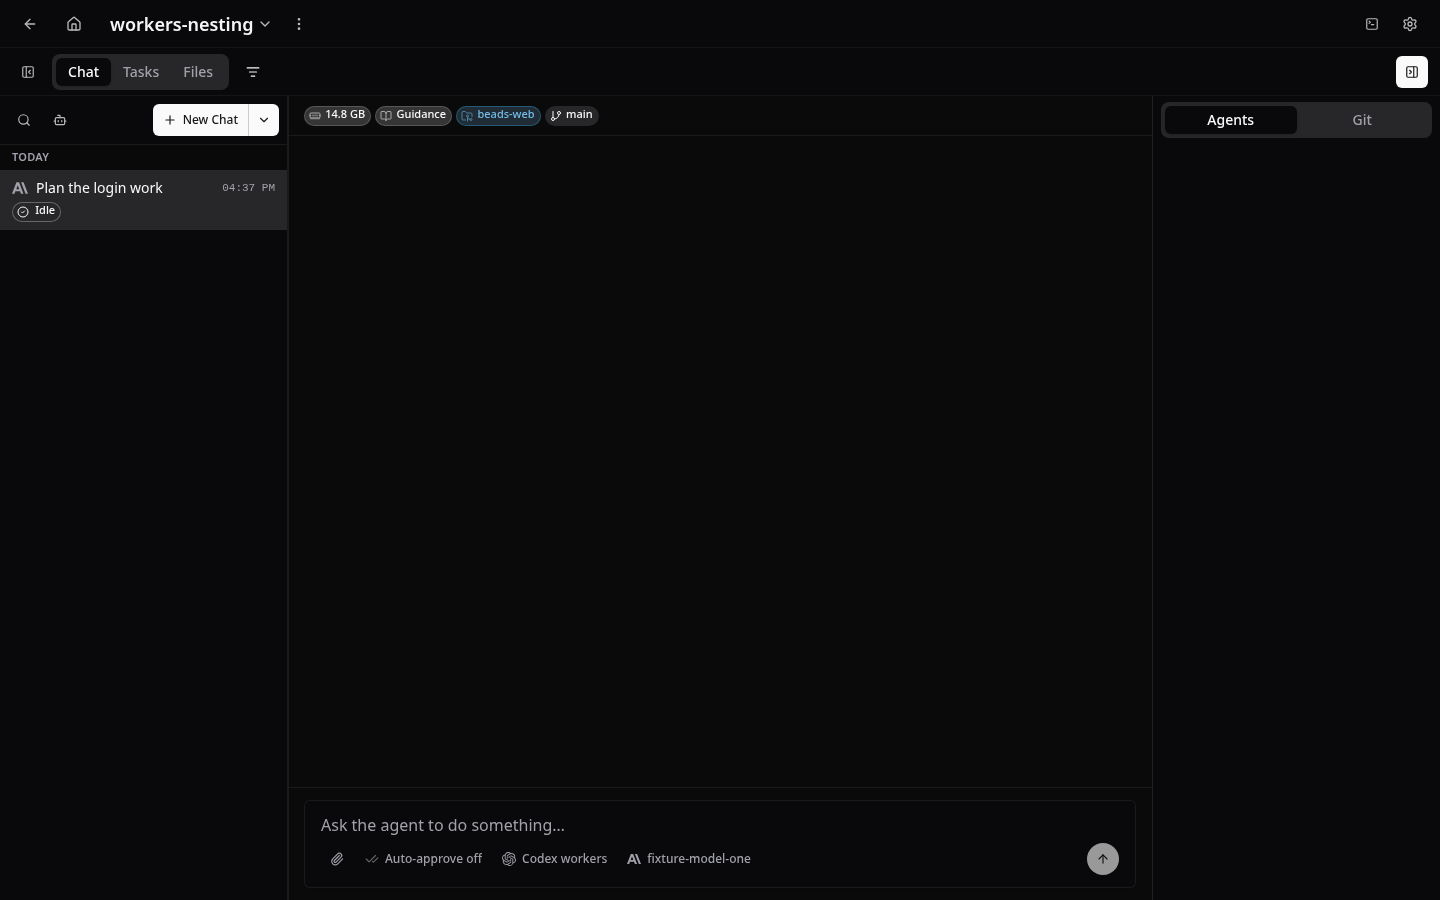 workers-nesting
Chat Tasks Files
New Chat
14.8 GB Guidance beads-web main
Agents Git
TODAY
Plan the login work 04:37 PM
Idle
Ask the agent to do something...
Auto-approve off Codex workers fixture-model-one